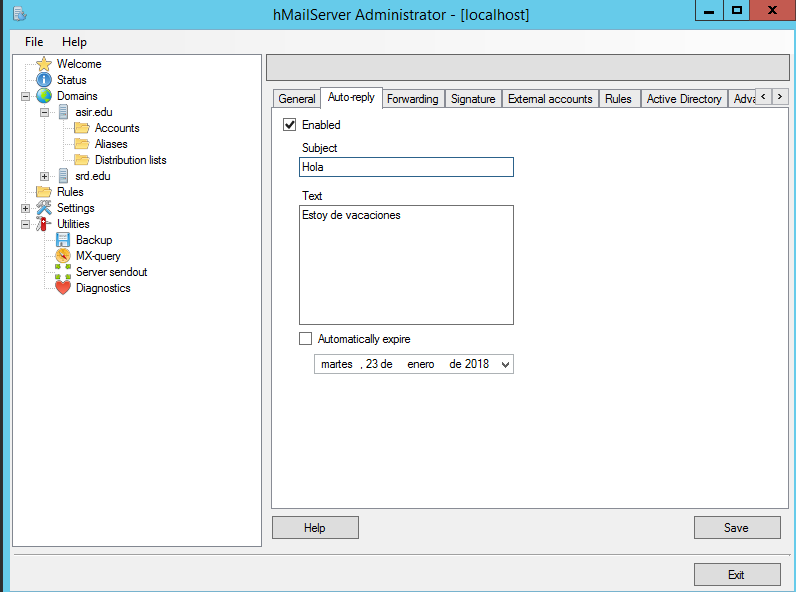 hMailServer Administrator - [localhost]
File Help
Welcome
Status
Domains
asir.edu
Accounts
Aliases
Distribution lists
srd.edu
Rules
Settings
Utilities
Backup
MX-query
Server sendout
Diagnostics
General Auto-reply Forwarding Signature External accounts Rules Active Directory Adva
Enabled
Subject
Hola
Text
Estoy de vacaciones
Automatically expire
martes , 23 de enero de 2018
Help Save
Exit